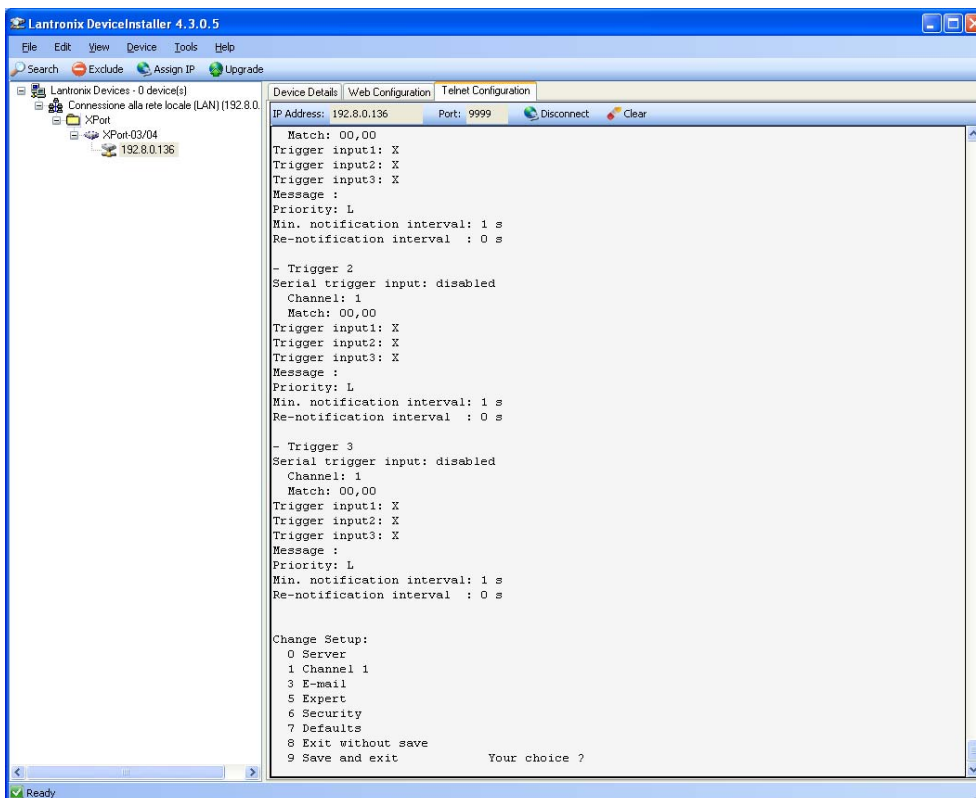 Lantronix DeviceInstaller 4.3.0.5
File Edit View Device Tools Help
Search Exclude Assign IP Upgrade
Lantronix Devices - 0 device(s)
Connessione alla rete locale (LAN) (192.8.0.
XPort
XPort-03/04
192.8.0.136
Device Details Web Configuration Telnet Configuration
IP Address: 192.8.0.136 Port: 9999 Disconnect Clear
Match: 00,00
Trigger input1: X
Trigger input2: X
Trigger input3: X
Message :
Priority: L
Min. notification interval: 1 s
Re-notification interval : 0 s
- Trigger 2
Serial trigger input: disabled
Channel: 1
Match: 00,00
Trigger input1: X
Trigger input2: X
Trigger input3: X
Message :
Priority: L
Min. notification interval: 1 s
Re-notification interval : 0 s
- Trigger 3
Serial trigger input: disabled
Channel: 1
Match: 00,00
Trigger input1: X
Trigger input2: X
Trigger input3: X
Message :
Priority: L
Min. notification interval: 1 s
Re-notification interval : 0 s
Change Setup:
0 Server
1 Channel 1
3 E-mail
5 Expert
6 Security
7 Defaults
8 Exit without save
9 Save and exit Your choice ?
Ready